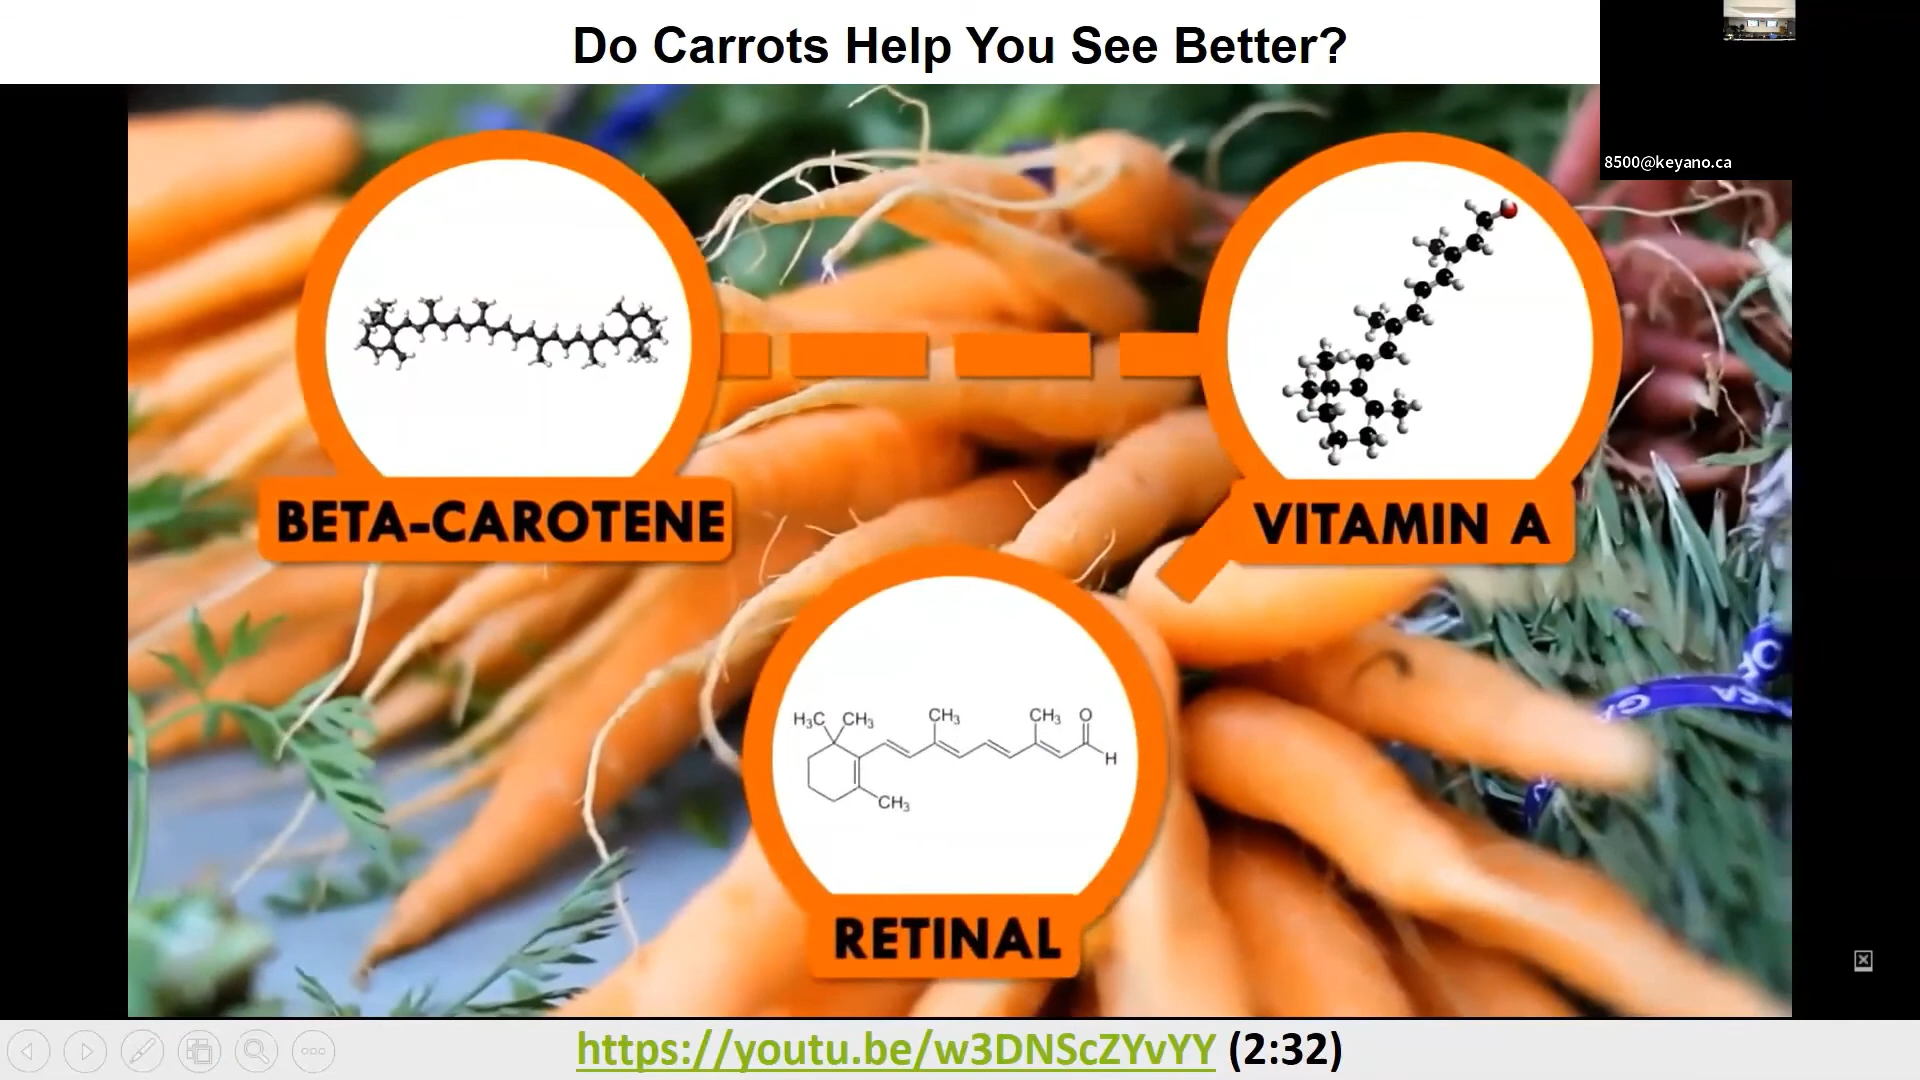 Do Carrots Help You See Better?
8500@keyano.ca
BETA-CAROTENE
VITAMIN A
H₃C CH₃ CH₃ CH₃ O
H
CH₃
RETINAL
https://youtu.be/w3DNScZYvYY (2:32)